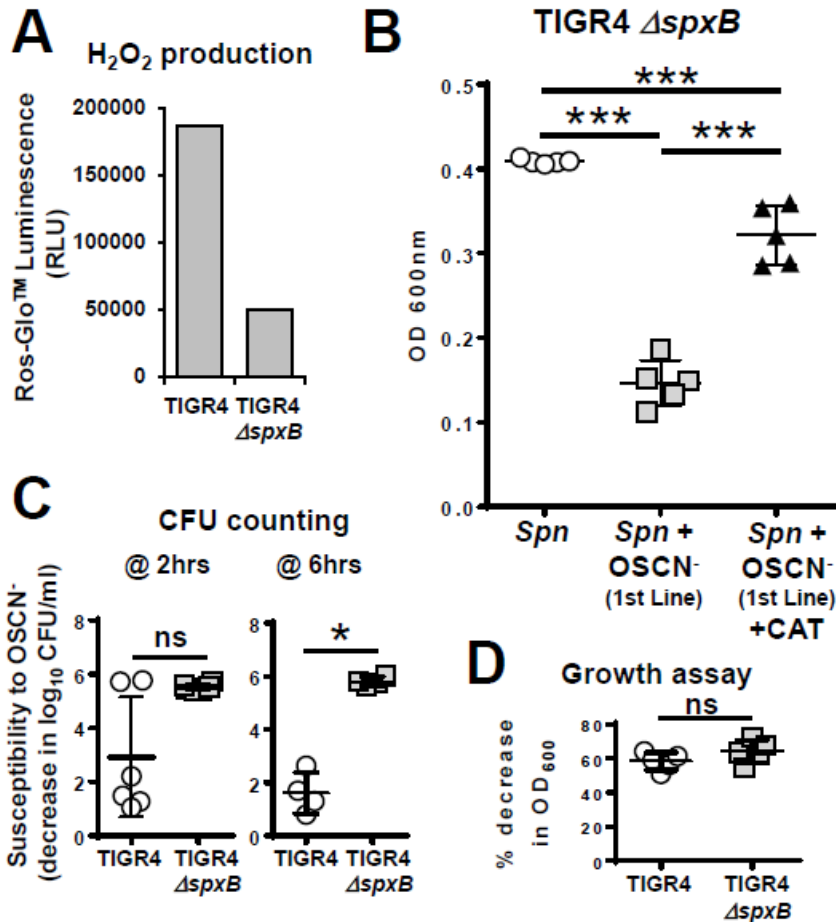 A
H₂O₂ production
Ros-Glo™ Luminescence
(RLU)
200000
150000
100000
50000
0
TIGR4
TIGR4
ΔspxB
B
TIGR4 ΔspxB
***
***
***
OD 600nm
0.5
0.4
0.3
0.2
0.1
0.0
Spn
Spn +
OSCN⁻
(1st Line)
Spn +
OSCN⁻
(1st Line)
+CAT
C
CFU counting
@ 2hrs
@ 6hrs
Susceptibility to OSCN⁻
(decrease in log₁₀ CFU/ml)
8
6
4
2
0
ns
TIGR4
TIGR4
ΔspxB
8
6
4
2
0
*
TIGR4
TIGR4
ΔspxB
D
Growth assay
ns
% decrease
in OD₆₀₀
80
60
40
20
0
TIGR4
TIGR4
ΔspxB